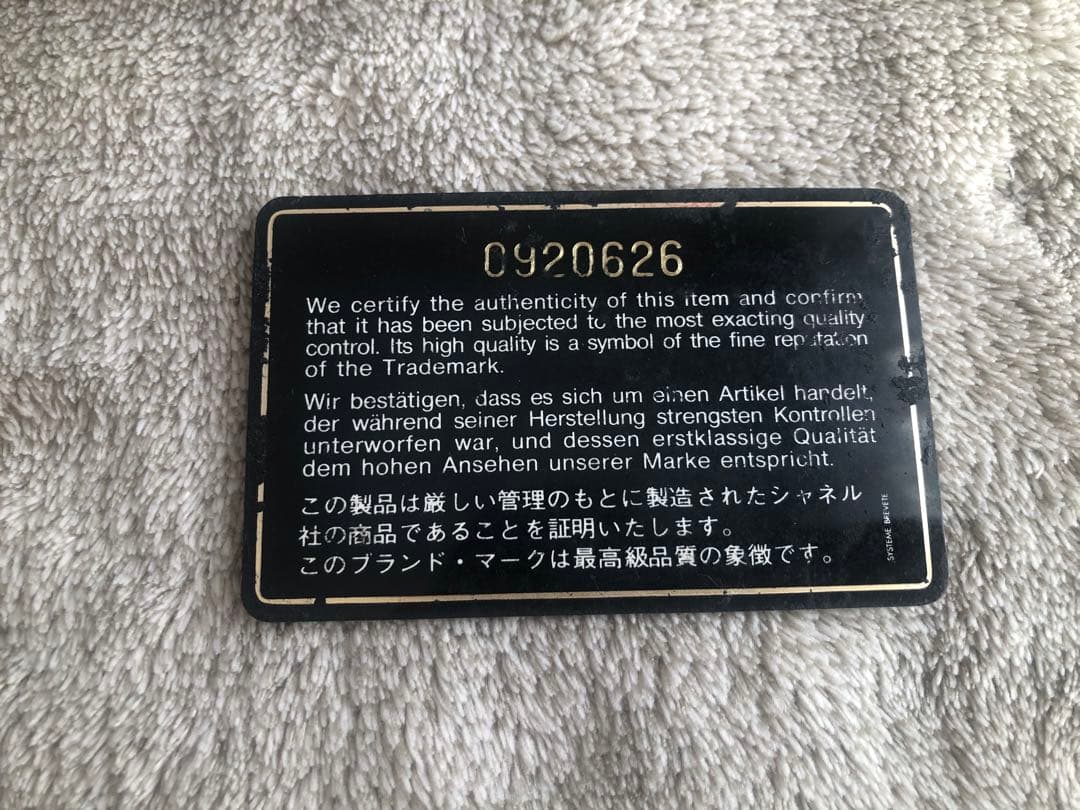 0920626
We certify the authenticity of this item and confirm
that it has been subjected to the most exacting quality
control. Its high quality is a symbol of the fine reputation
of the Trademark.
Wir bestätigen, dass es sich um einen Artikel handelt,
der während seiner Herstellung strengsten Kontrollen
unterworfen war, und dessen erstklassige Qualität
dem hohen Ansehen unserer Marke entspricht.
この製品は厳しい管理のもとに製造されたシャネル
社の商品であることを証明いたします。
このブランド・マークは最高級品質の象徴です。
SYSTEME BREVETE